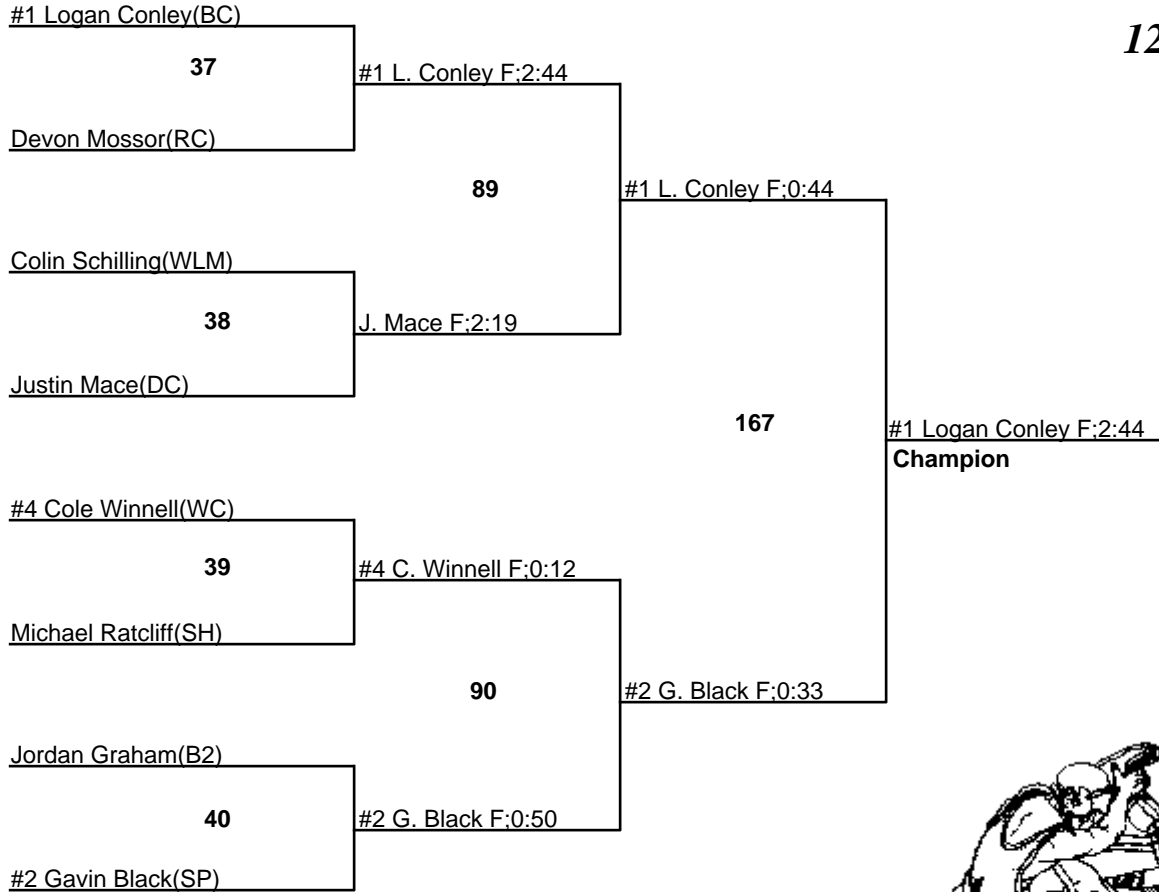 #1 Logan Conley(BC)
12
37
#1 L. Conley F;2:44
Devon Mossor(RC)
89
#1 L. Conley F;0:44
Colin Schilling(WLM)
38
J. Mace F;2:19
Justin Mace(DC)
167
#1 Logan Conley F;2:44
Champion
#4 Cole Winnell(WC)
39
#4 C. Winnell F;0:12
Michael Ratcliff(SH)
90
#2 G. Black F;0:33
Jordan Graham(B2)
40
#2 G. Black F;0:50
#2 Gavin Black(SP)